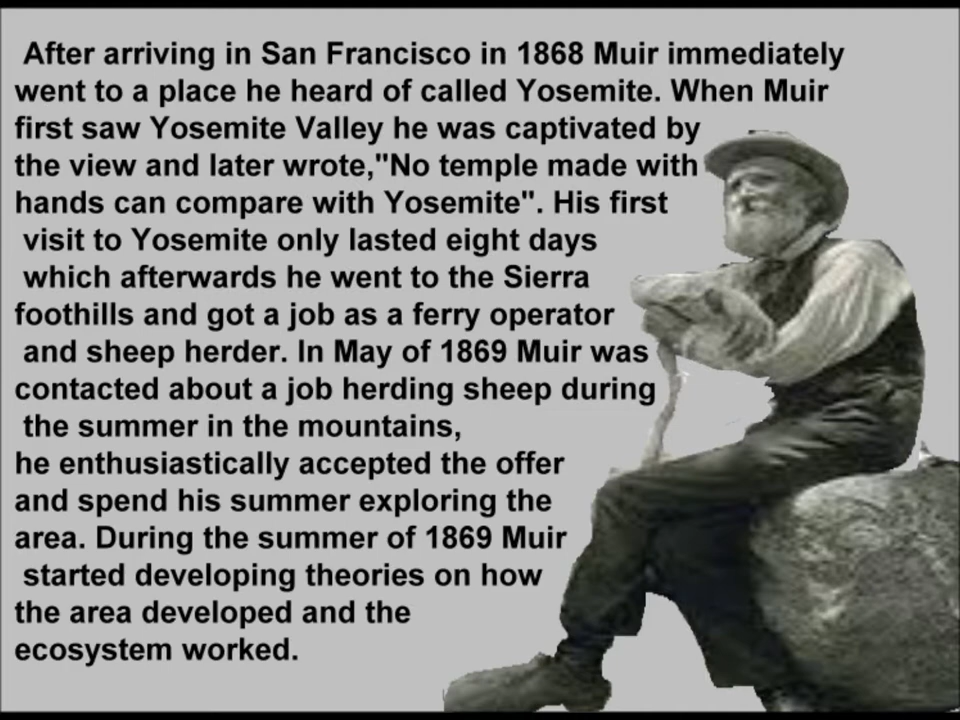 After arriving in San Francisco in 1868 Muir immediately
went to a place he heard of called Yosemite. When Muir
first saw Yosemite Valley he was captivated by
the view and later wrote,"No temple made with
hands can compare with Yosemite". His first
visit to Yosemite only lasted eight days
which afterwards he went to the Sierra
foothills and got a job as a ferry operator
and sheep herder. In May of 1869 Muir was
contacted about a job herding sheep during
the summer in the mountains,
he enthusiastically accepted the offer
and spend his summer exploring the
area. During the summer of 1869 Muir
started developing theories on how
the area developed and the
ecosystem worked.